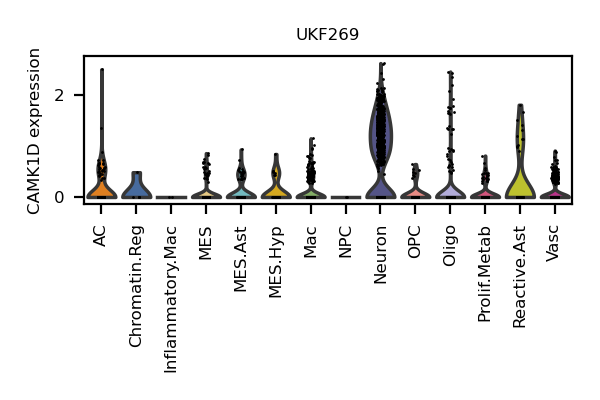 UKF269
CAMK1D expression
2
0
AC
Chromatin.Reg
Inflammatory.Mac
MES
MES.Ast
MES.Hyp
Mac
NPC
Neuron
OPC
Oligo
Prolif.Metab
Reactive.Ast
Vasc